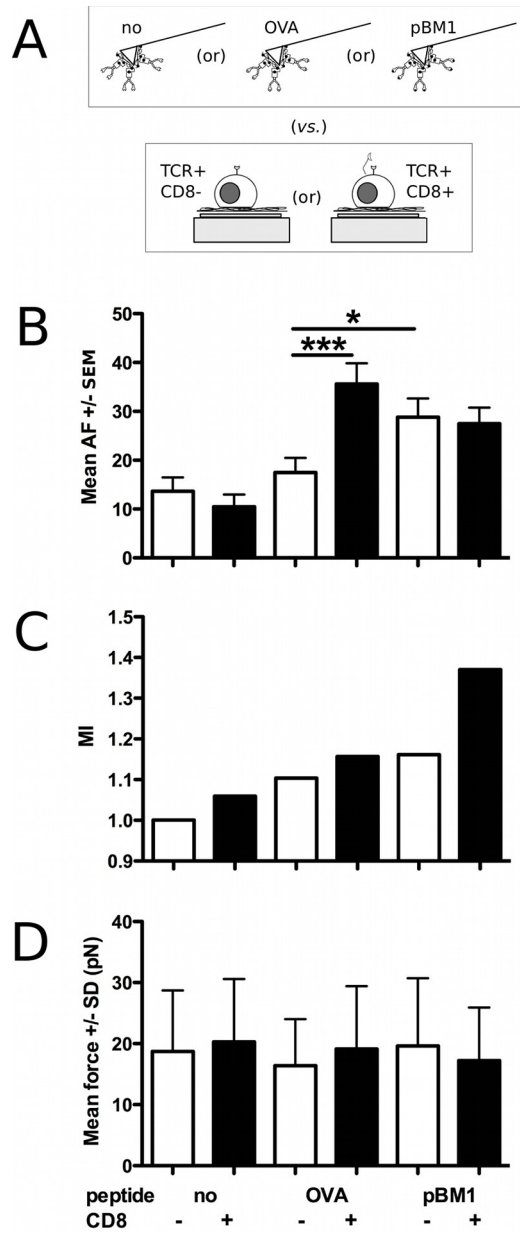 A
no
OVA
pBM1
(or)
(or)
(vs.)
TCR+
CD8-
(or)
TCR+
CD8+
B
Mean AF +/- SEM
50
40
30
20
10
0
***
*
C
MI
1.5
1.4
1.3
1.2
1.1
1.0
0.9
D
Mean force +/- SD (pN)
40
30
20
10
0
peptide no OVA pBM1
CD8 - + - + - +